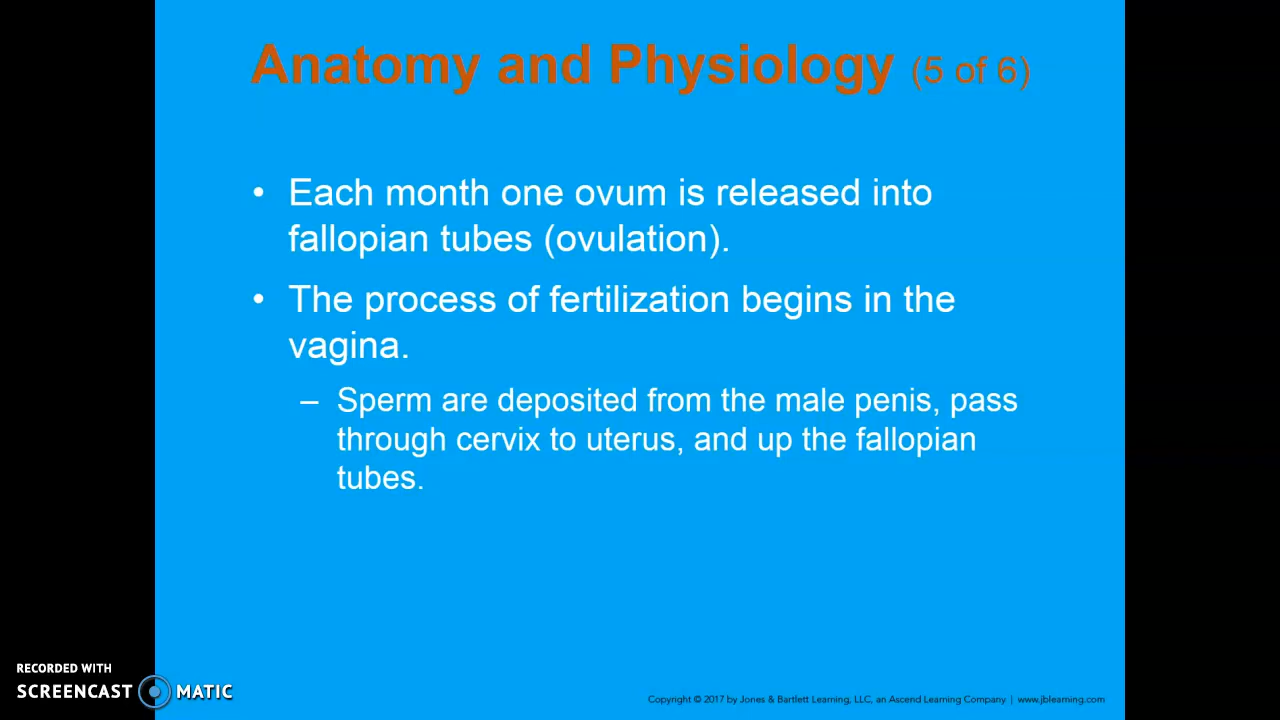 Anatomy and Physiology (5 of 6)
• Each month one ovum is released into
fallopian tubes (ovulation).
• The process of fertilization begins in the
vagina.
– Sperm are deposited from the male penis, pass
through cervix to uterus, and up the fallopian
tubes.
RECORDED WITH
SCREENCAST MATIC
Copyright © 2017 by Jones & Bartlett Learning, LLC, an Ascend Learning Company | www.jblearning.com